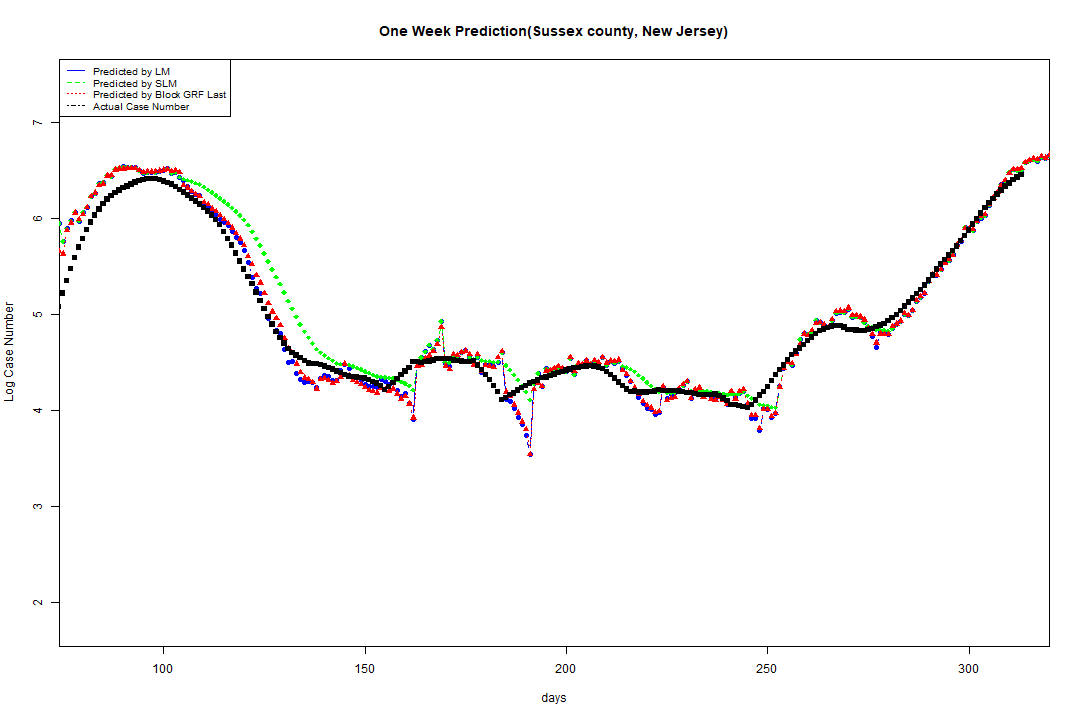 One Week Prediction(Sussex county, New Jersey)
Predicted by LM
Predicted by SLM
Predicted by Block GRF Last
Actual Case Number
7
6
5
4
3
2
Log Case Number
100 150 200 250 300
days